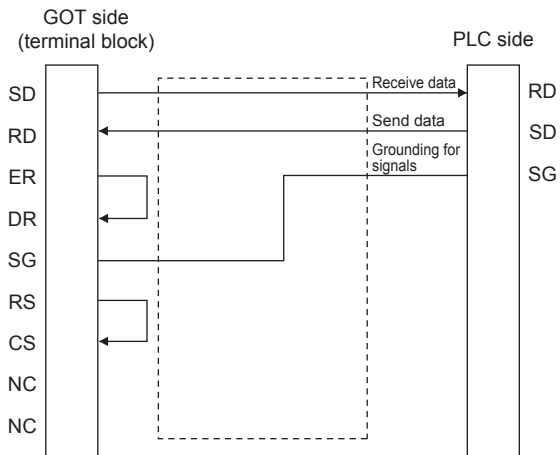 GOT side
(terminal block)
PLC side
SD
Receive data
RD
RD
Send data
SD
ER
Grounding for
signals
SG
DR
SG
RS
CS
NC
NC